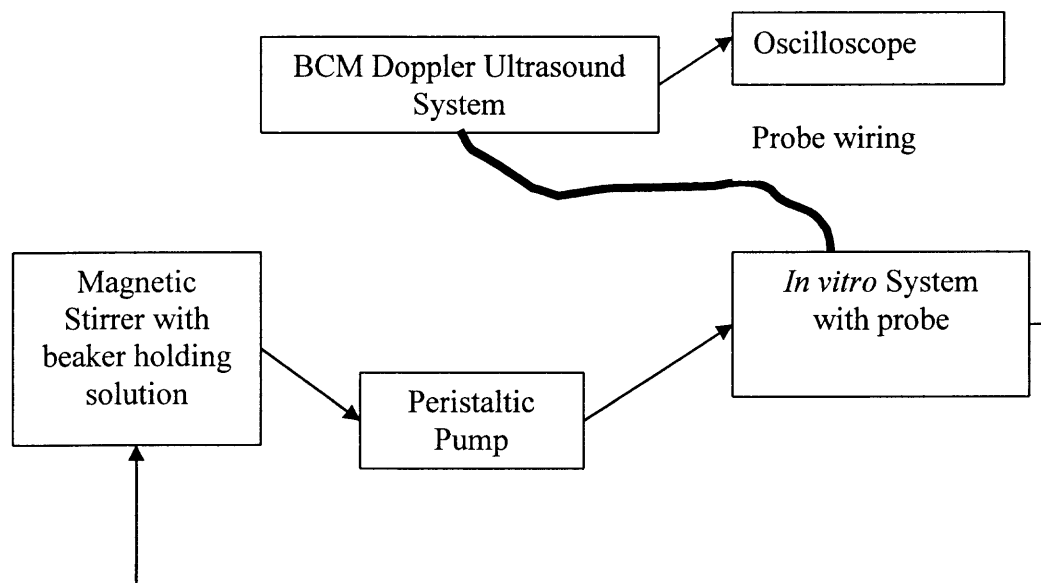 BCM Doppler Ultrasound
System
Oscilloscope
Probe wiring
Magnetic
Stirrer with
beaker holding
solution
Peristaltic
Pump
In vitro System
with probe